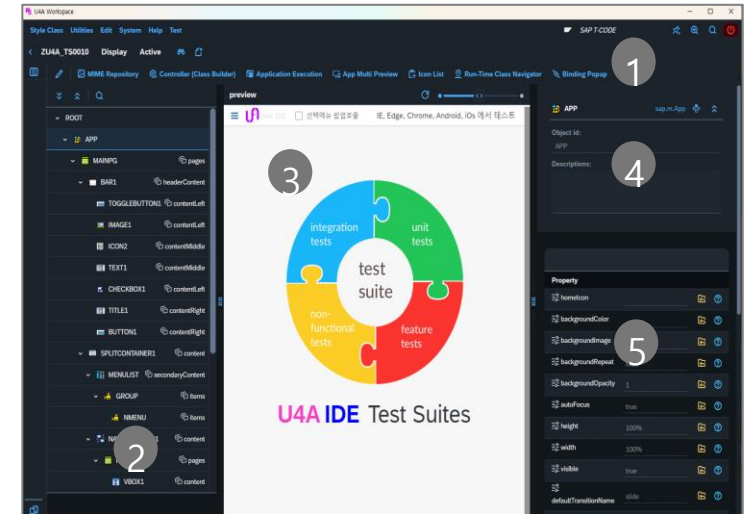 U4A Workspace
Style Class Utilities Edit System Help Test
SAP T-CODE
ZU4A_TS0010 Display Active
MIME Repository Controller (Class Builder) Application Execution App Multi Preview Icon List Run-Time Class Navigator Binding Popup
1
preview
ROOT
APP
MAINPG pages
BAR1 headerContent
TOGGLEBUTTON1 contentLeft
IMAGE1 contentLeft
ICON2 contentMiddle
TEXT1 contentMiddle
CHECKBOX1 contentLeft
TITLE1 contentRight
BUTTON1 contentRight
SPLITCONTAINER1 content
MENULIST secondaryContent
GROUP items
NMENU items
content
2
pages
VBOX1 content
선택메뉴 팝업호출 IE, Edge, Chrome, Android, iOs 에서 테스트
3
integration tests
unit tests
test suite
non-functional tests
feature tests
U4A IDE Test Suites
APP sap.m.App
Object id:
APP
Descriptions:
4
Property
homeIcon
backgroundColor
backgroundImage
5
backgroundRepeat
backgroundOpacity 1
autoFocus true
height 100%
width 100%
visible true
defaultTransitionName slide